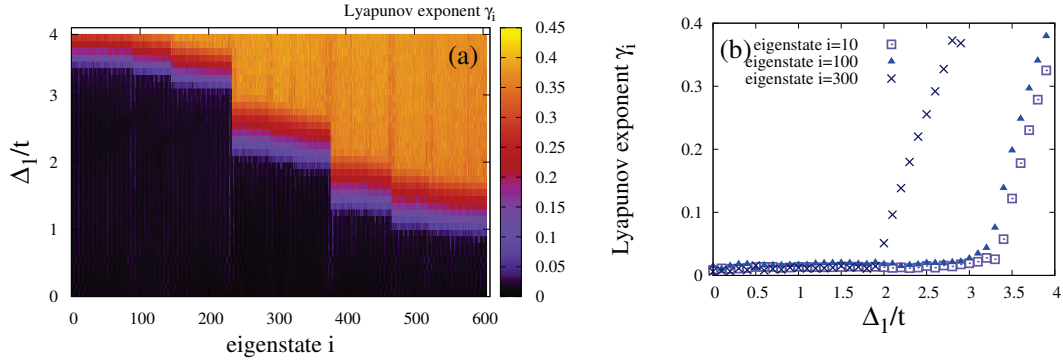 Lyapunov exponent γi
(a)
Δ1/t
4
3
2
1
0
0 100 200 300 400 500 600
eigenstate i
0.45
0.4
0.35
0.3
0.25
0.2
0.15
0.1
0.05
0
(b)
eigenstate i=10
eigenstate i=100
eigenstate i=300
Lyapunov exponent γi
0.4
0.3
0.2
0.1
0
0 0.5 1 1.5 2 2.5 3 3.5 4
Δ1/t